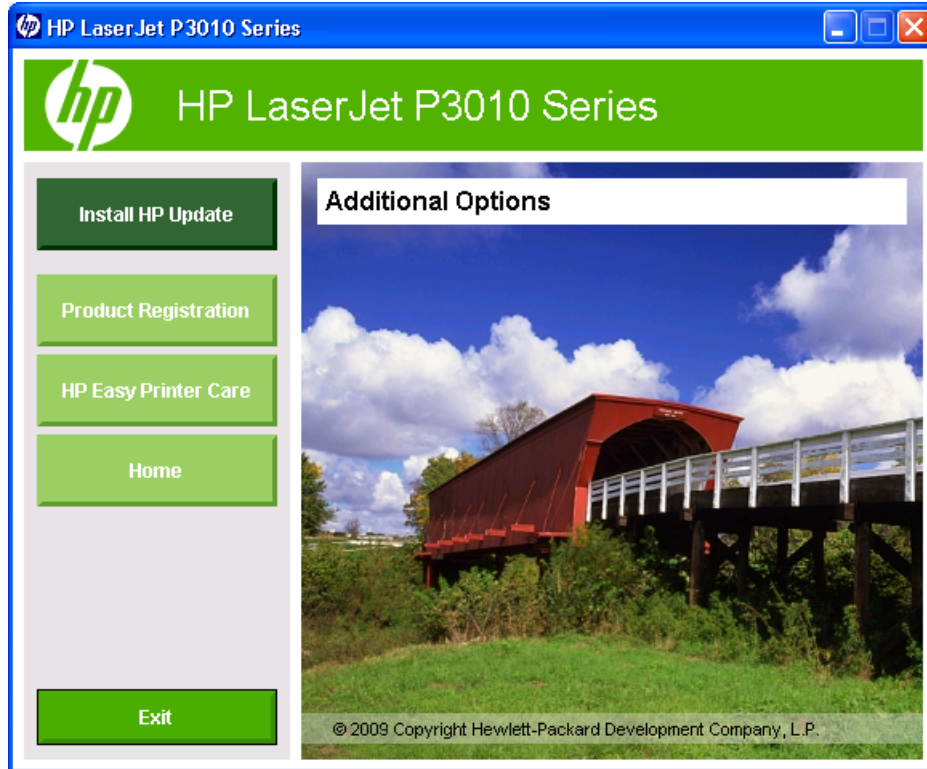 HP LaserJet P3010 Series
hp
HP LaserJet P3010 Series
Install HP Update
Additional Options
Product Registration
HP Easy Printer Care
Home
Exit
© 2009 Copyright Hewlett-Packard Development Company, L.P.